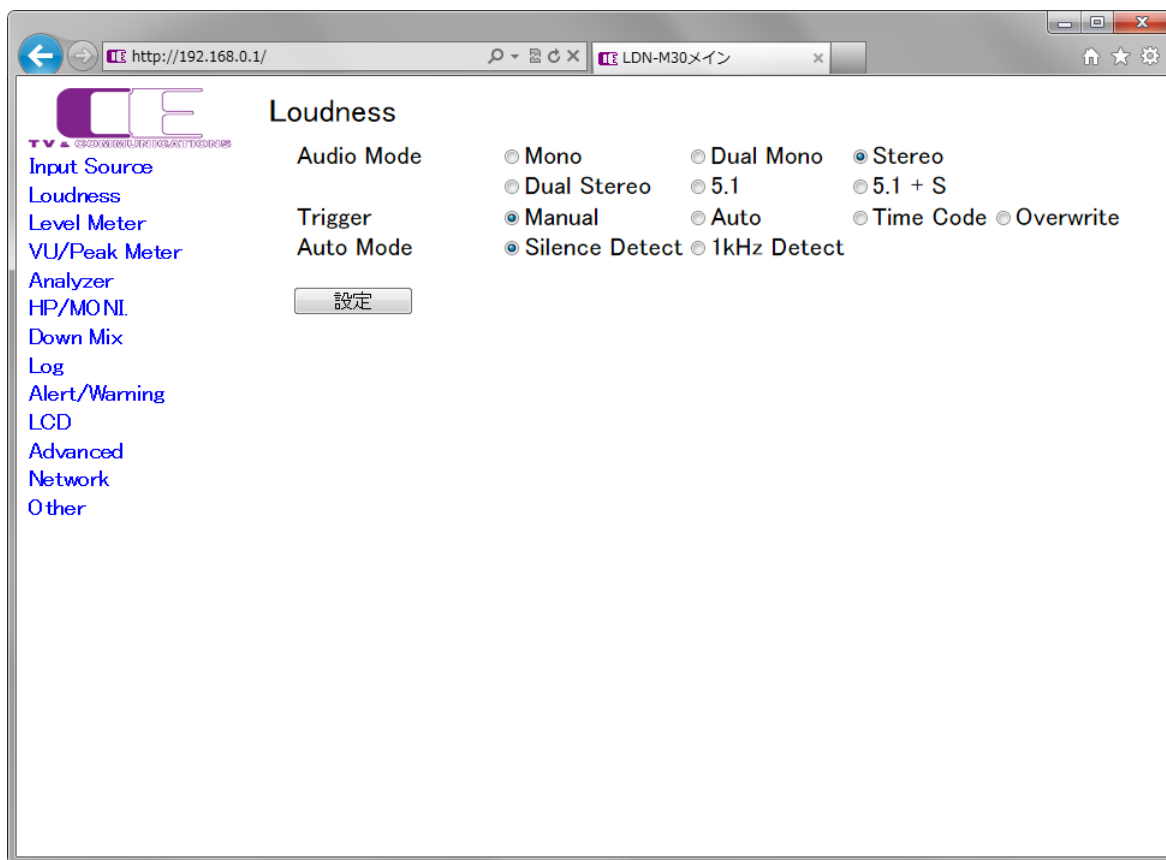 http://192.168.0.1/
LDN-M30メイン
TV & COMMUNICATIONS
Input Source
Loudness
Level Meter
VU/Peak Meter
Analyzer
HP/MONI.
Down Mix
Log
Alert/Warning
LCD
Advanced
Network
Other
Loudness
Audio Mode Mono Dual Mono Stereo
Dual Stereo 5.1 5.1 + S
Trigger Manual Auto Time Code Overwrite
Auto Mode Silence Detect 1kHz Detect
設定